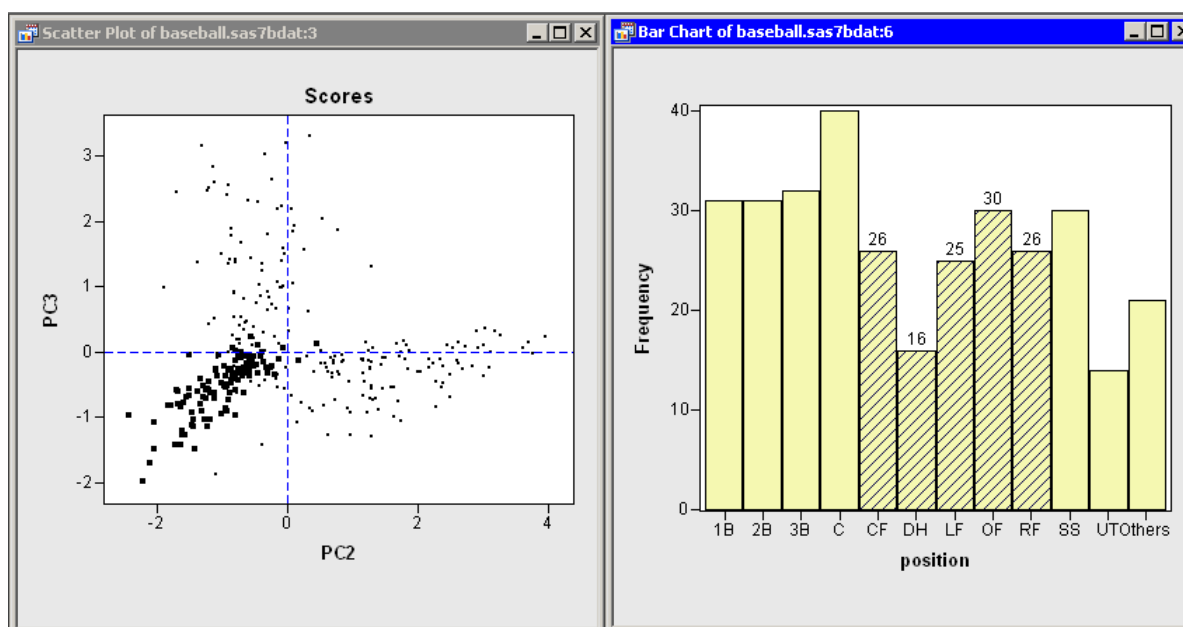 Scatter Plot of baseball.sas7bdat:3
Scores
3
2
1
0
-1
-2
PC3
-2
0
2
4
PC2
Bar Chart of baseball.sas7bdat:6
40
30
20
10
0
Frequency
26
16
25
30
26
1B 2B 3B C CF DH LF OF RF SS UTOthers
position